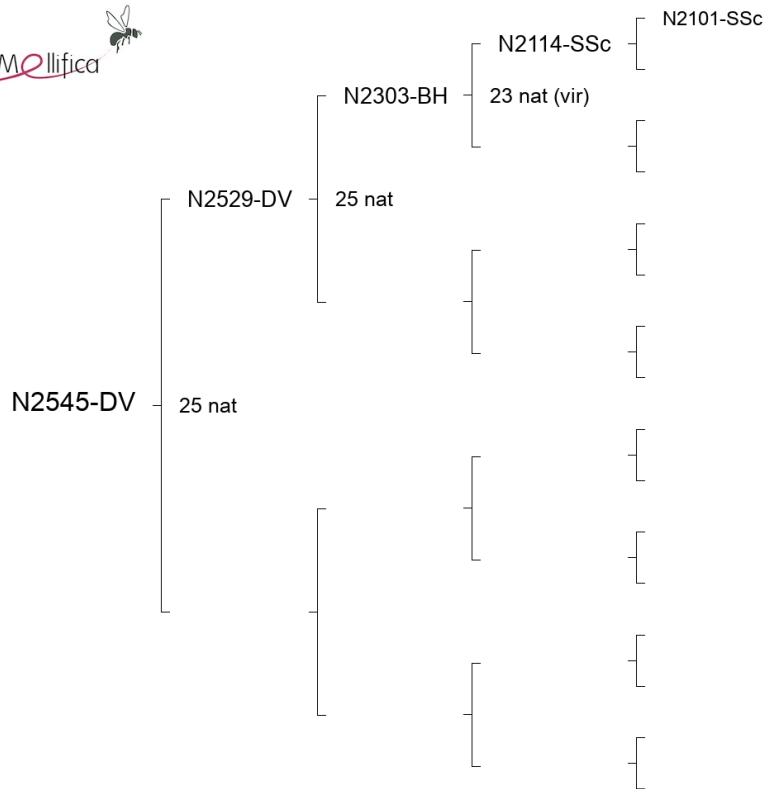 Mellifica
N2101-SSc
N2114-SSc
N2303-BH
23 nat (vir)
N2529-DV
25 nat
N2545-DV
25 nat